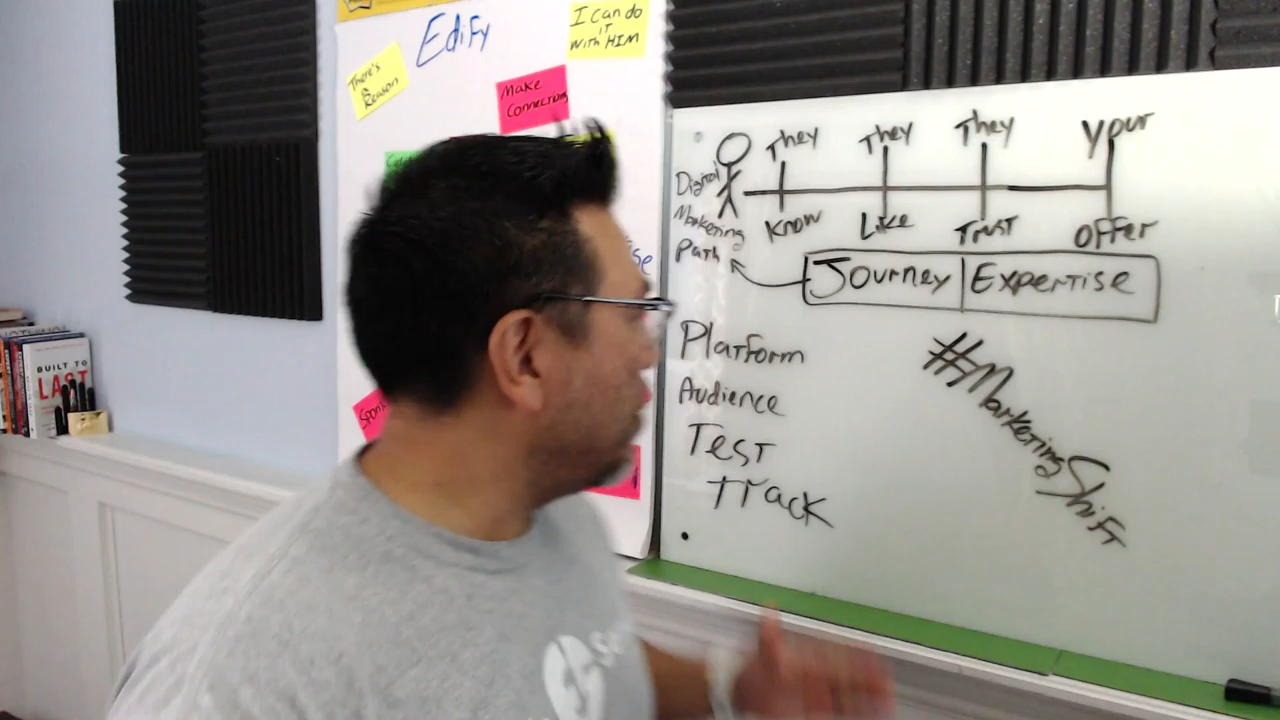 Edify
I can do
it
with HIM
There's
a
Reason
Make
Connections
They They They your
Know Like Trust offer
Digital
Marketing
Path
Journey Expertise
Platform
Audience
Test
Track
#MarketingShift
BUILT TO
LAST